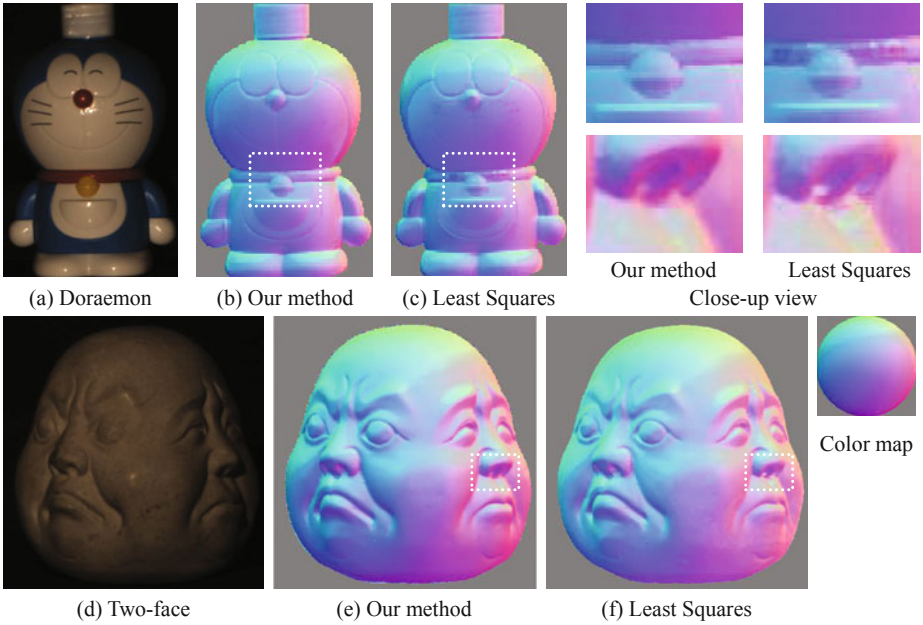 Our method
Least Squares
(a) Doraemon
(b) Our method
(c) Least Squares
Close-up view
Color map
(d) Two-face
(e) Our method
(f) Least Squares